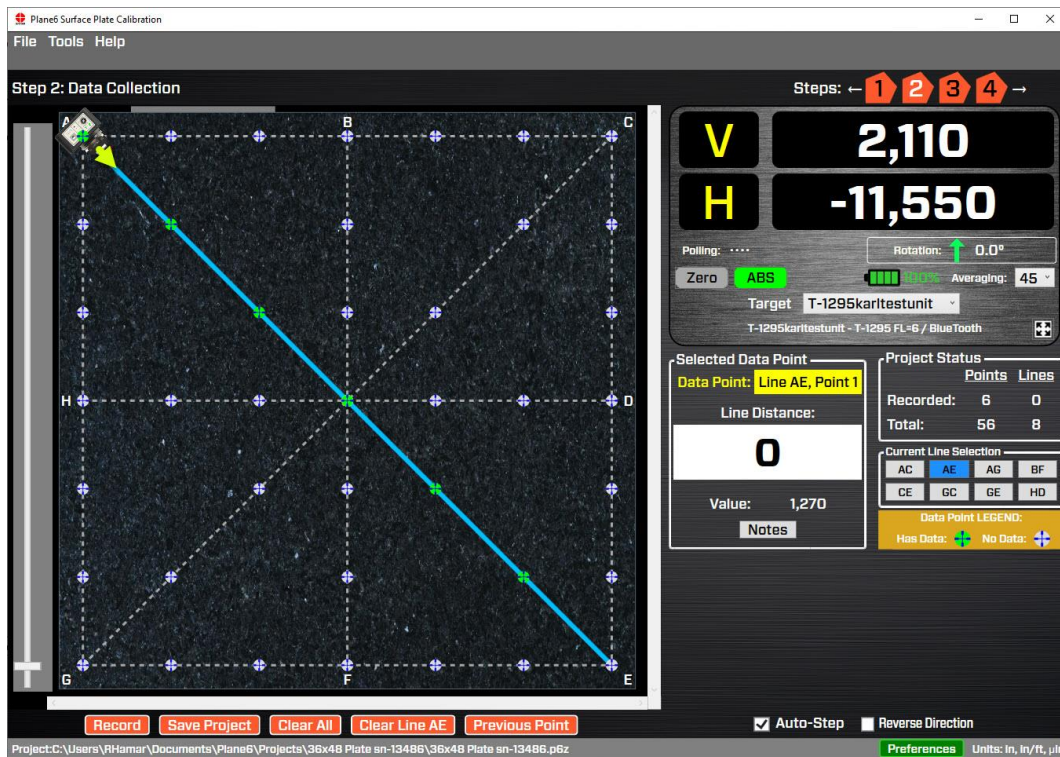 Plane6 Surface Plate Calibration
File Tools Help
Step 2: Data Collection
Steps: ← 1 2 3 4 →
A B C
H D
G F E
V 2,110
H -11,550
Polling: ····
Rotation: 0.0°
Zero ABS 100% Averaging: 45
Target T-1295karltestunit
T-1295karltestunit - T-1295 FL=6 / BlueTooth
Selected Data Point
Data Point: Line AE, Point 1
Line Distance:
0
Value: 1,270
Notes
Project Status
Points Lines
Recorded: 6 0
Total: 56 8
Current Line Selection
AC AE AG BF
CE GC GE HD
Data Point LEGEND:
Has Data: No Data:
Record Save Project Clear All Clear Line AE Previous Point
Auto-Step Reverse Direction
Project:C:\Users\RHamar\Documents\Plane6\Projects\36x48 Plate sn-13486\36x48 Plate sn-13486.p6z
Preferences Units: In, In/ft, µIn